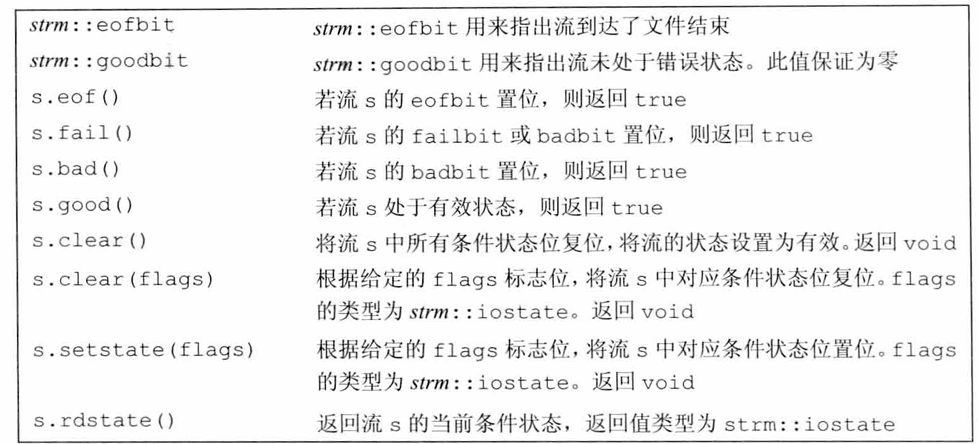 strm::eofbit strm::eofbit 用来指出流到达了文件结束
strm::goodbit strm::goodbit 用来指出流未处于错误状态。此值保证为零
s.eof() 若流 s 的 eofbit 置位，则返回 true
s.fail() 若流 s 的 failbit 或 badbit 置位，则返回 true
s.bad() 若流 s 的 badbit 置位，则返回 true
s.good() 若流 s 处于有效状态，则返回 true
s.clear() 将流 s 中所有条件状态位复位，将流的状态设置为有效。返回 void
s.clear(flags) 根据给定的 flags 标志位，将流 s 中对应条件状态位复位。flags
的类型为 strm::iostate。返回 void
s.setstate(flags) 根据给定的 flags 标志位，将流 s 中对应条件状态位置位。flags
的类型为 strm::iostate。返回 void
s.rdstate() 返回流 s 的当前条件状态，返回值类型为 strm::iostate